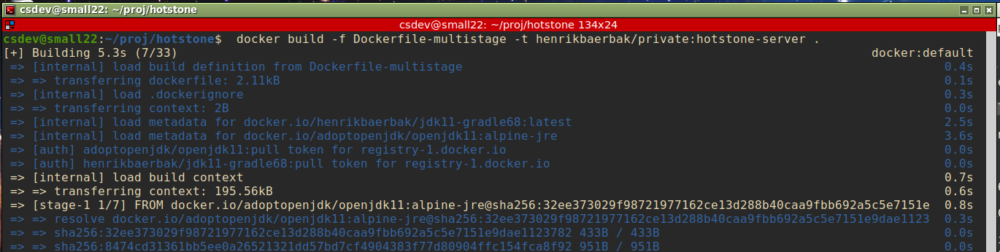 csdev@small22: ~/proj/hotstone
csdev@small22: ~/proj/hotstone 134x24
csdev@small22:~/proj/hotstone$  docker build -f Dockerfile-multistage -t henrikbaerbak/private:hotstone-server .
[+] Building 5.3s (7/33) docker:default
=> [internal] load build definition from Dockerfile-multistage 0.4s
=> => transferring dockerfile: 2.11kB 0.1s
=> [internal] load .dockerignore 0.3s
=> => transferring context: 2B 0.0s
=> [internal] load metadata for docker.io/henrikbaerbak/jdk11-gradle68:latest 2.5s
=> [internal] load metadata for docker.io/adoptopenjdk/openjdk11:alpine-jre 3.6s
=> [auth] adoptopenjdk/openjdk11:pull token for registry-1.docker.io 0.0s
=> [auth] henrikbaerbak/jdk11-gradle68:pull token for registry-1.docker.io 0.0s
=> [internal] load build context 0.7s
=> => transferring context: 195.56kB 0.6s
=> [stage-1 1/7] FROM docker.io/adoptopenjdk/openjdk11:alpine-jre@sha256:32ee373029f98721977162ce13d288b40caa9fbb692a5c5e7151e 0.8s
=> => resolve docker.io/adoptopenjdk/openjdk11:alpine-jre@sha256:32ee373029f98721977162ce13d288b40caa9fbb692a5c5e7151e9dae1123 0.3s
=> => sha256:32ee373029f98721977162ce13d288b40caa9fbb692a5c5e7151e9dae1123782 433B / 433B 0.0s
=> => sha256:8474cd31361bb5ee0a26521321dd57bd7cf4904383f77d80904ffc154fca8f92 951B / 951B 0.0s